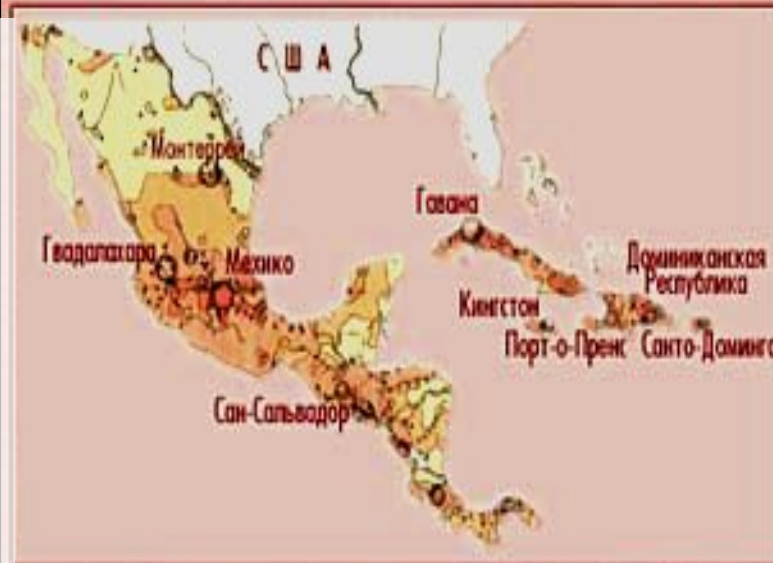 США
Монтеррей
Гавана
Гвадалахара
Мехико
Доминиканская
Республика
Кингстон
Порт-о-Пренс
Санто-Доминго
Сан-Сальвадор